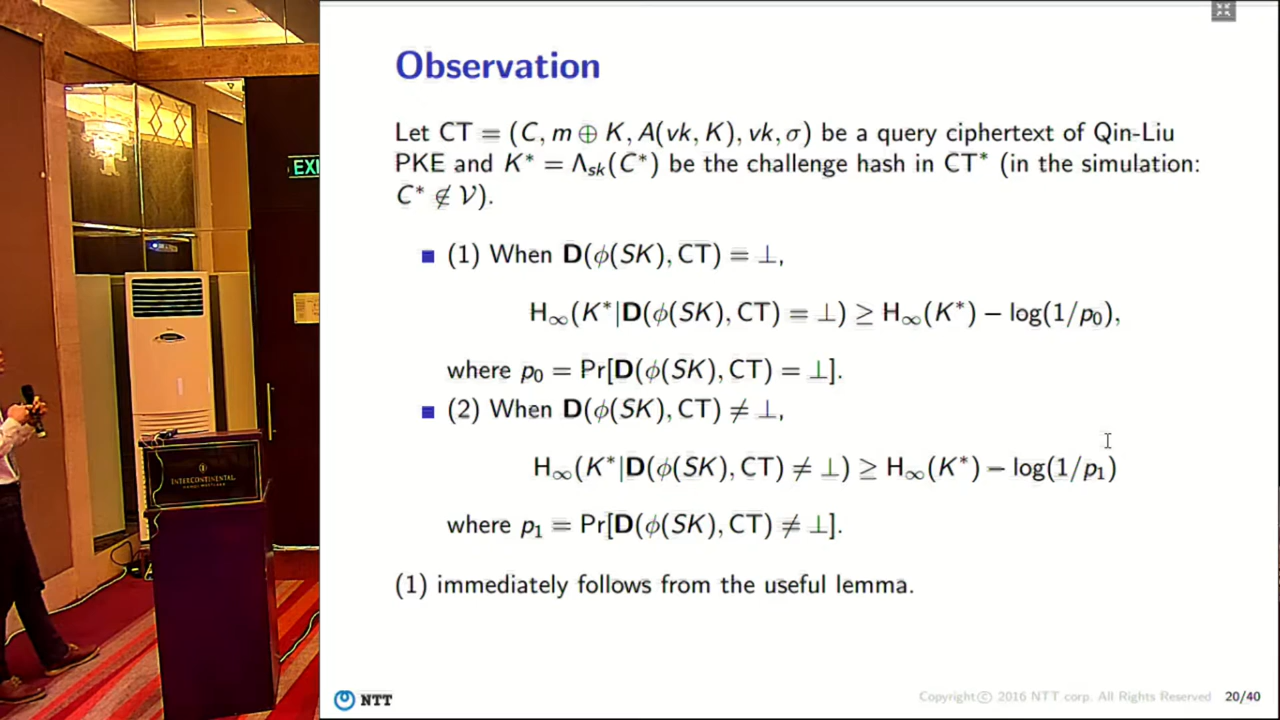 Observation
Let CT = (C, m ⊕ K, A(vk, K), vk, σ) be a query ciphertext of Qin-Liu
PKE and K* = Λ_sk(C*) be the challenge hash in CT* (in the simulation:
C* ∉ V).
(1) When D(ϕ(SK), CT) = ⊥,
H∞(K*|D(ϕ(SK), CT) = ⊥) ≥ H∞(K*) − log(1/p₀),
where p₀ = Pr[D(ϕ(SK), CT) = ⊥].
(2) When D(ϕ(SK), CT) ≠ ⊥,
H∞(K*|D(ϕ(SK), CT) ≠ ⊥) ≥ H∞(K*) − log(1/p₁)
where p₁ = Pr[D(ϕ(SK), CT) ≠ ⊥].
(1) immediately follows from the useful lemma.
NTT
Copyright© 2016 NTT corp. All Rights Reserved 20/40
EXI
INTERCONTINENTAL